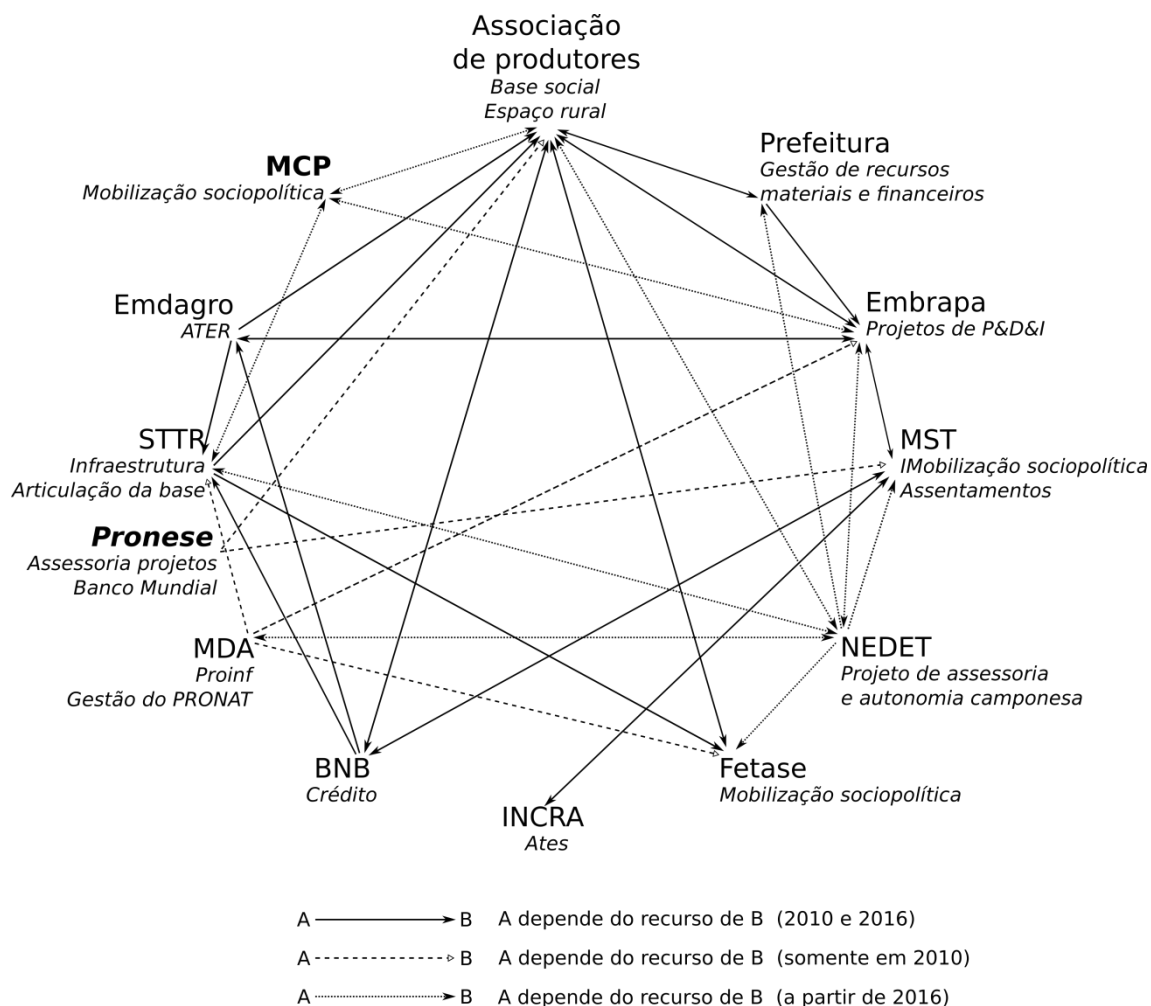 Associação
de produtores
Base social
Espaço rural
Prefeitura
Gestão de recursos
materiais e financeiros
MCP
Mobilização sociopolítica
Emdagro
ATER
Embrapa
Projetos de P&D&I
STTR
Infraestrutura
Articulação da base
MST
IMobilização sociopolítica
Assentamentos
Pronese
Assessoria projetos
Banco Mundial
MDA
Proinf
Gestão do PRONAT
NEDET
Projeto de assessoria
e autonomia camponesa
BNB
Crédito
Fetase
Mobilização sociopolítica
INCRA
Ates
A B A depende do recurso de B (2010 e 2016)
A B A depende do recurso de B (somente em 2010)
A B A depende do recurso de B (a partir de 2016)